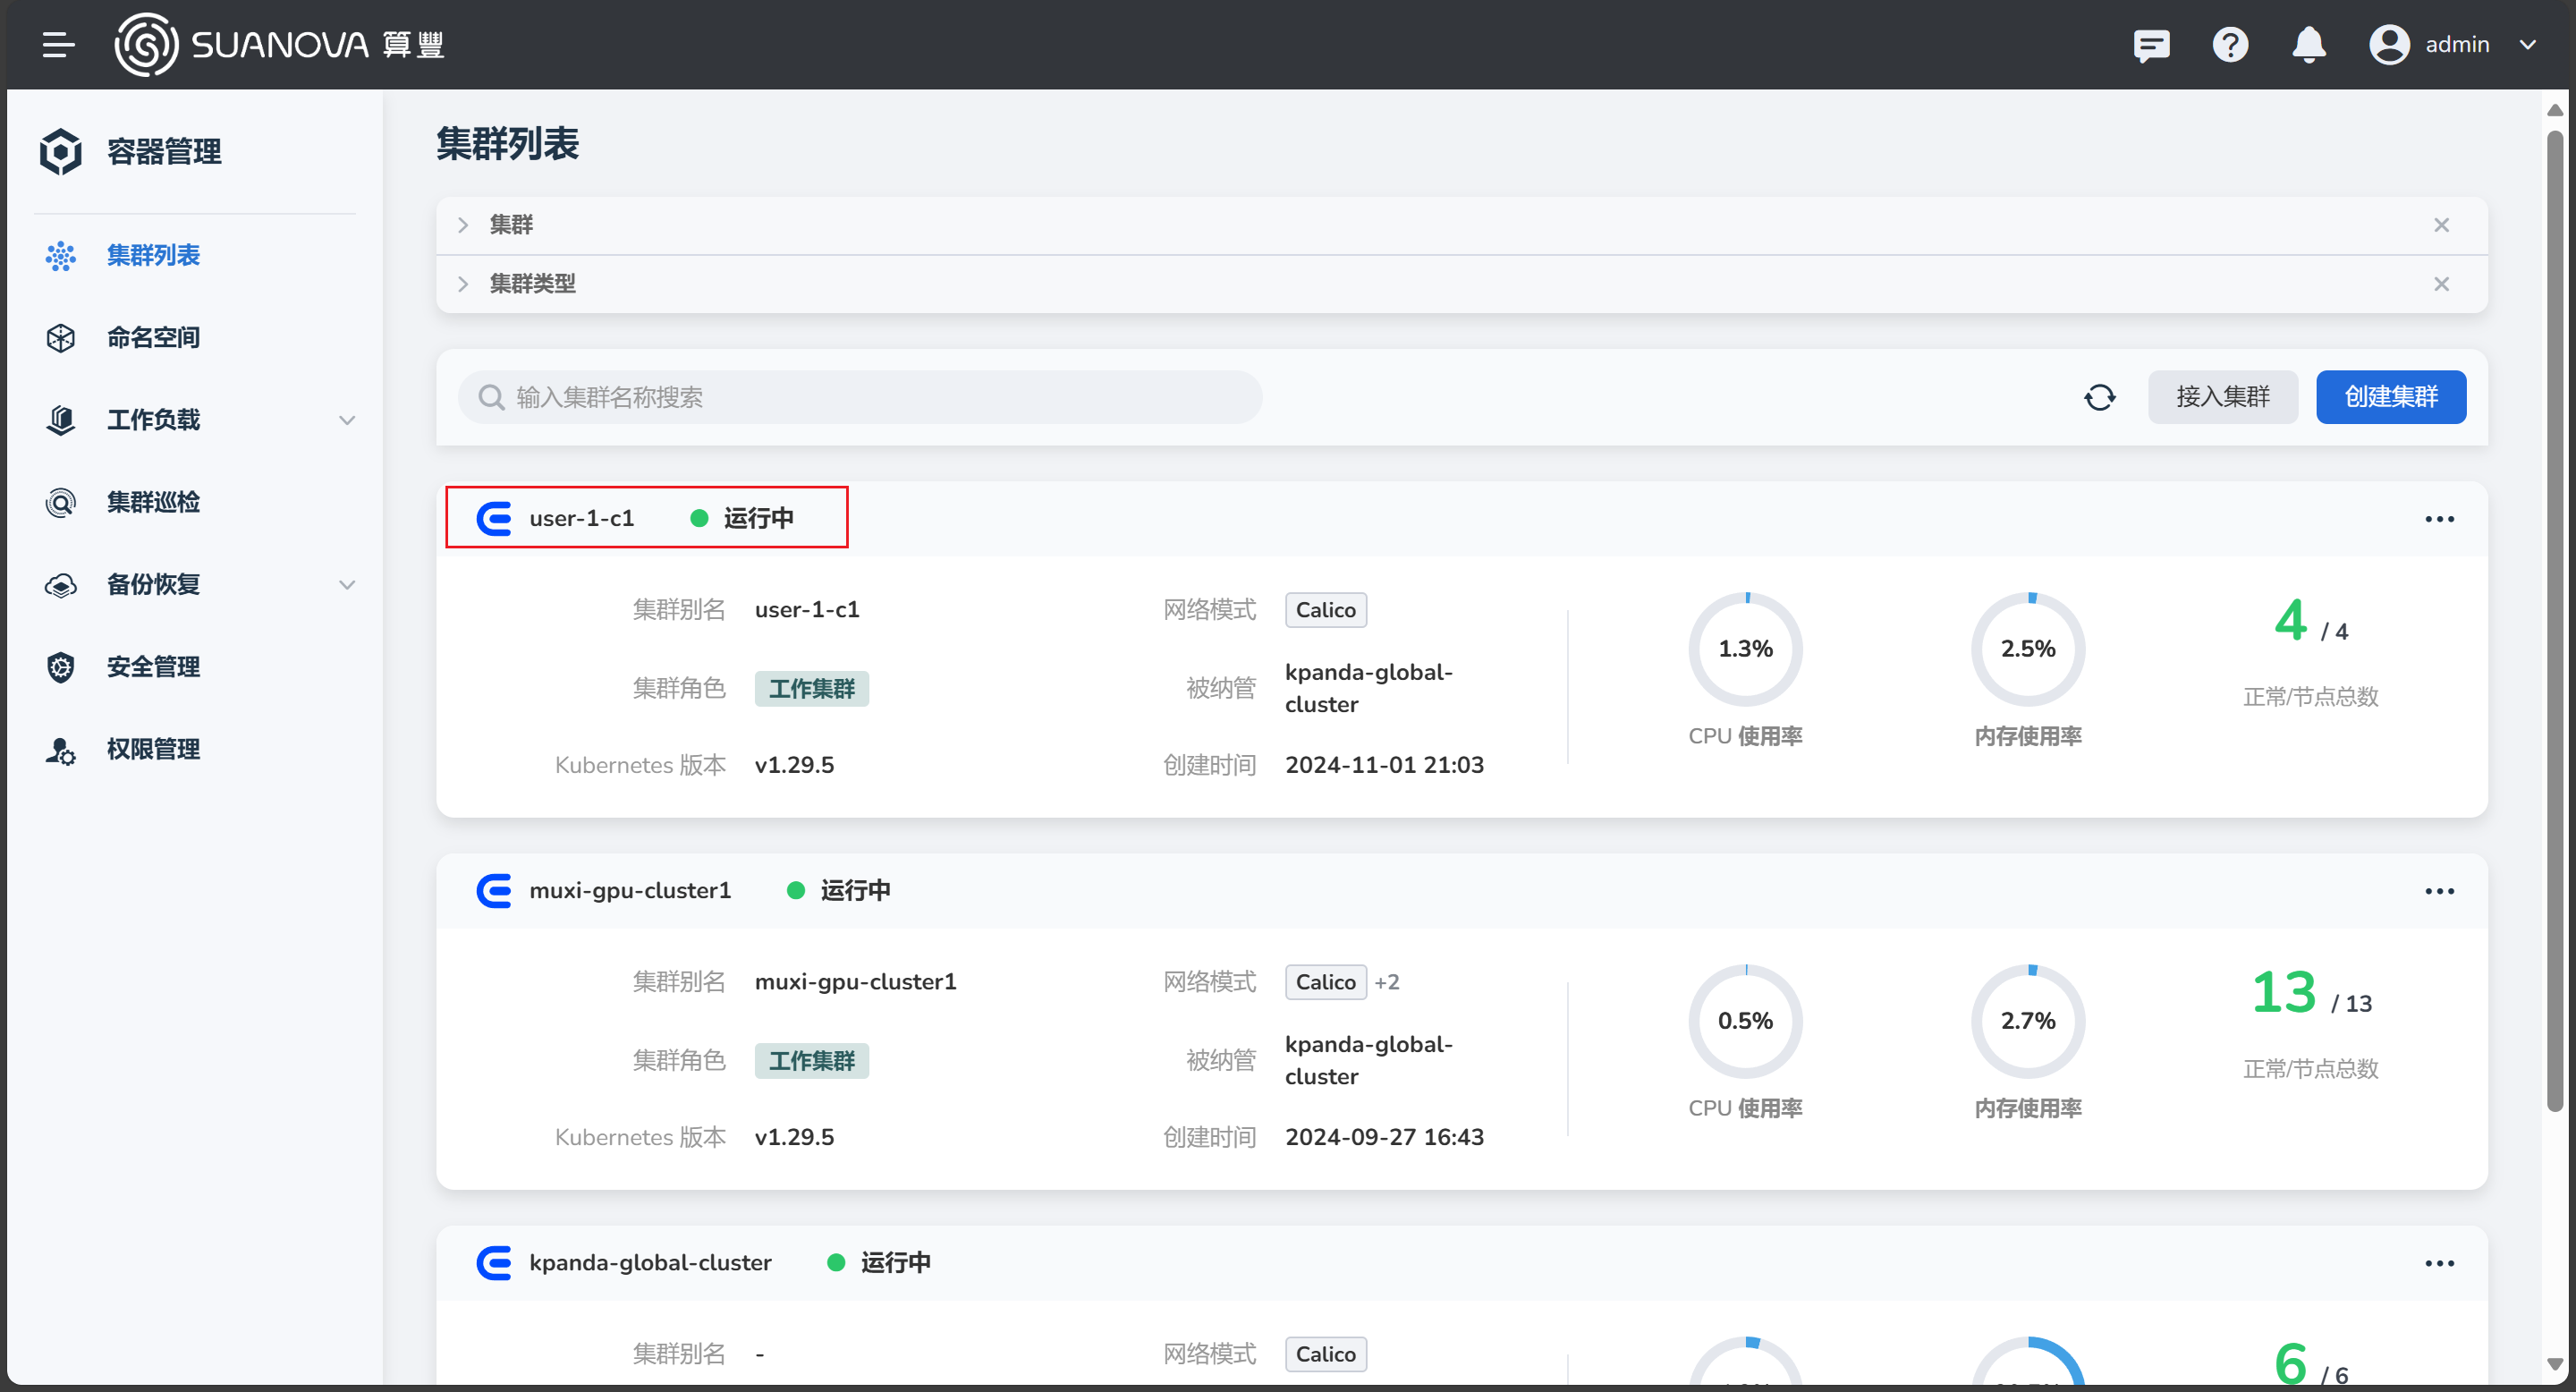 SUANOVA 算豐
admin
容器管理
集群列表
命名空间
工作负载
集群巡检
备份恢复
安全管理
权限管理
集群列表
集群
集群类型
输入集群名称搜索
接入集群
创建集群
user-1-c1 运行中
集群别名 user-1-c1
网络模式 Calico
集群角色 工作集群
被纳管 kpanda-global-
cluster
Kubernetes 版本 v1.29.5
创建时间 2024-11-01 21:03
1.3%
CPU 使用率
2.5%
内存使用率
4 / 4
正常/节点总数
muxi-gpu-cluster1 运行中
集群别名 muxi-gpu-cluster1
网络模式 Calico +2
集群角色 工作集群
被纳管 kpanda-global-
cluster
Kubernetes 版本 v1.29.5
创建时间 2024-09-27 16:43
0.5%
CPU 使用率
2.7%
内存使用率
13 / 13
正常/节点总数
kpanda-global-cluster 运行中
集群别名 -
网络模式 Calico
6 / 6